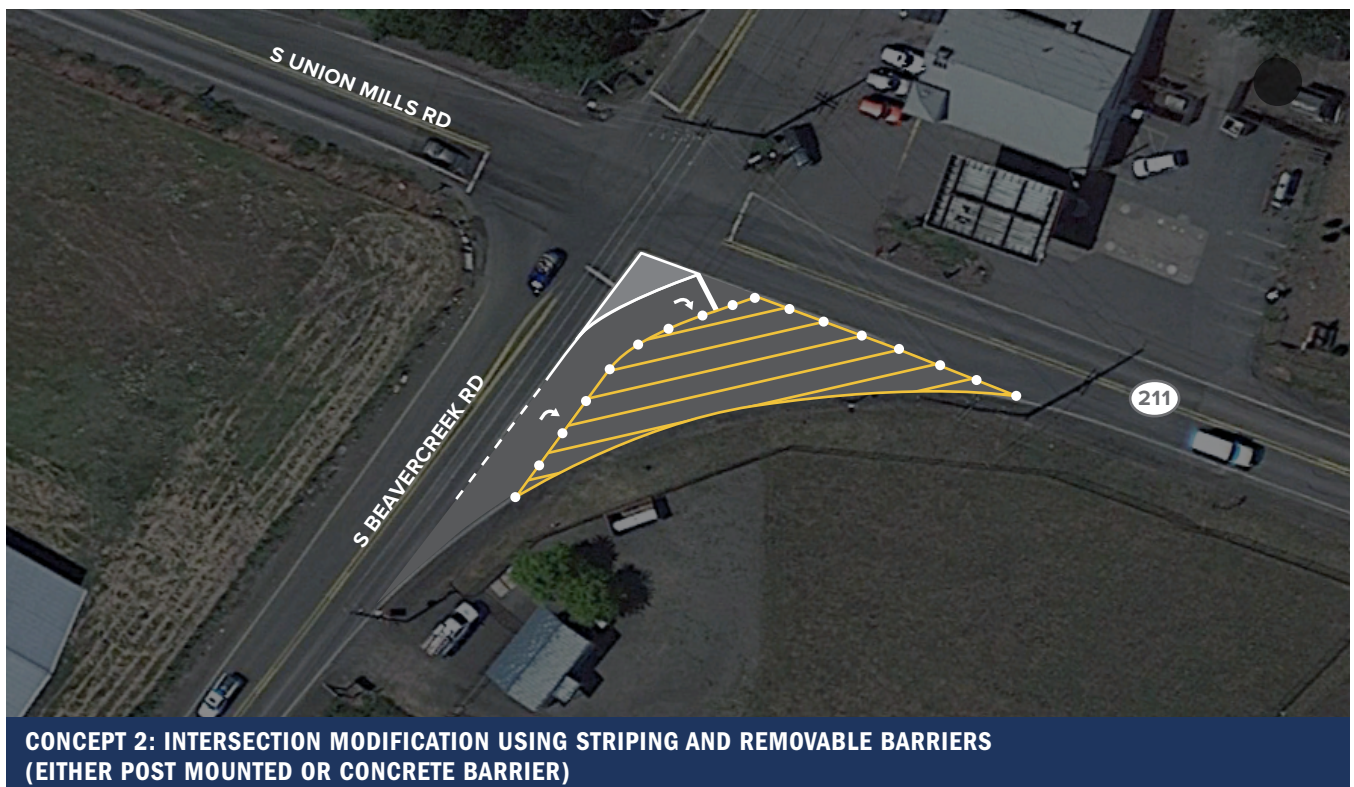 S UNION MILLS RD
S BEAVERCREEK RD
211
CONCEPT 2: INTERSECTION MODIFICATION USING STRIPING AND REMOVABLE BARRIERS
(EITHER POST MOUNTED OR CONCRETE BARRIER)